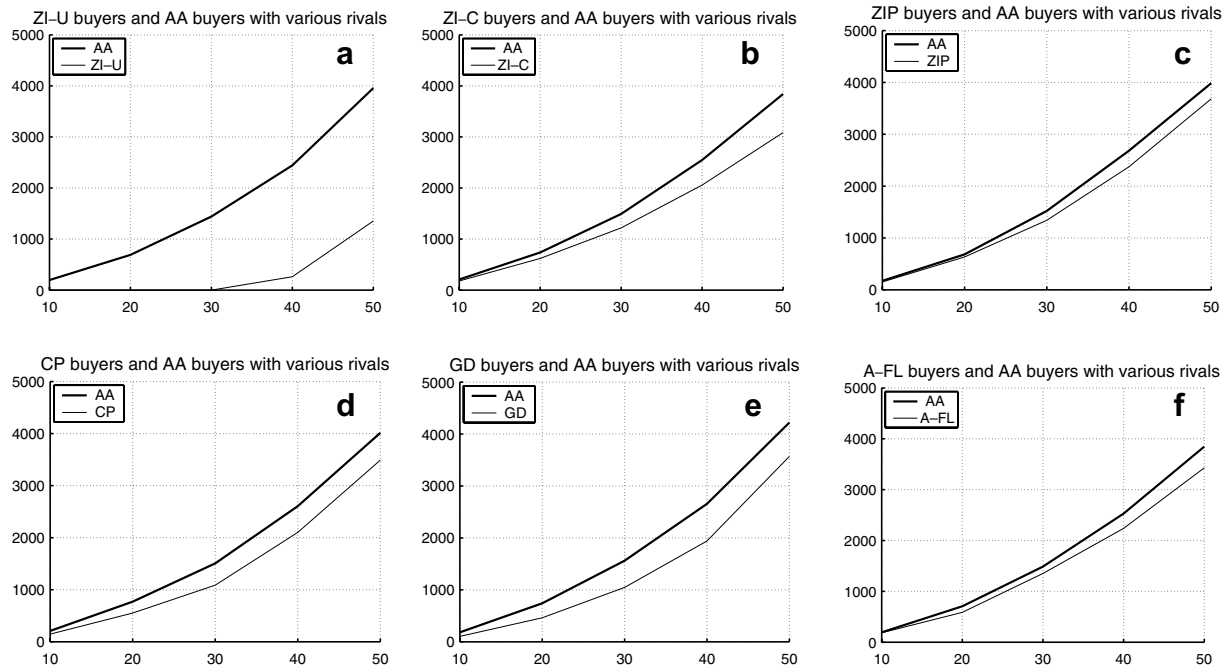 ZI–U buyers and AA buyers with various rivals
AA
ZI–U
a
5000
4000
3000
2000
1000
0
10 20 30 40 50
ZI–C buyers and AA buyers with various rivals
AA
ZI–C
b
5000
4000
3000
2000
1000
0
10 20 30 40 50
ZIP buyers and AA buyers with various rivals
AA
ZIP
c
5000
4000
3000
2000
1000
0
10 20 30 40 50
CP buyers and AA buyers with various rivals
AA
CP
d
5000
4000
3000
2000
1000
0
10 20 30 40 50
GD buyers and AA buyers with various rivals
AA
GD
e
5000
4000
3000
2000
1000
0
10 20 30 40 50
A–FL buyers and AA buyers with various rivals
AA
A–FL
f
5000
4000
3000
2000
1000
0
10 20 30 40 50